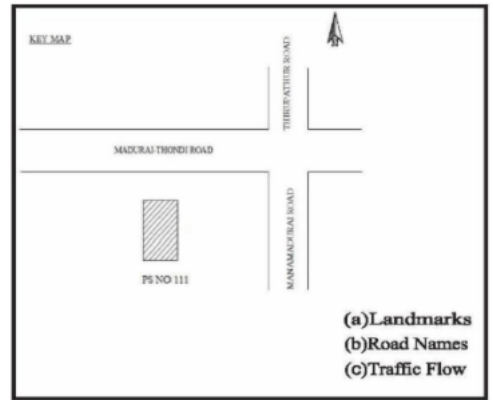 KEY MAP
THIRUPATHUR ROAD
MADURAI-THONDI ROAD
MANAMADURAI ROAD
PS NO 111
(a)Landmarks
(b)Road Names
(c)Traffic Flow